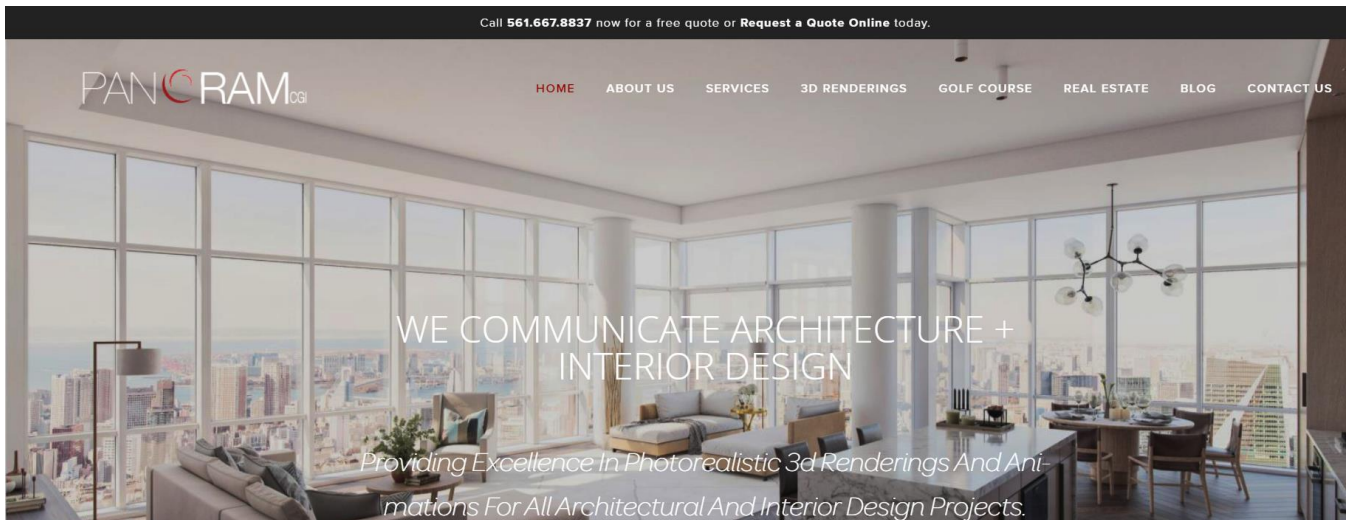 Call 561.667.8837 now for a free quote or Request a Quote Online today.
PANORAM CGI
HOME ABOUT US SERVICES 3D RENDERINGS GOLF COURSE REAL ESTATE BLOG CONTACT US
WE COMMUNICATE ARCHITECTURE +
INTERIOR DESIGN
Providing Excellence In Photorealistic 3d Renderings And Ani-
mations For All Architectural And Interior Design Projects.